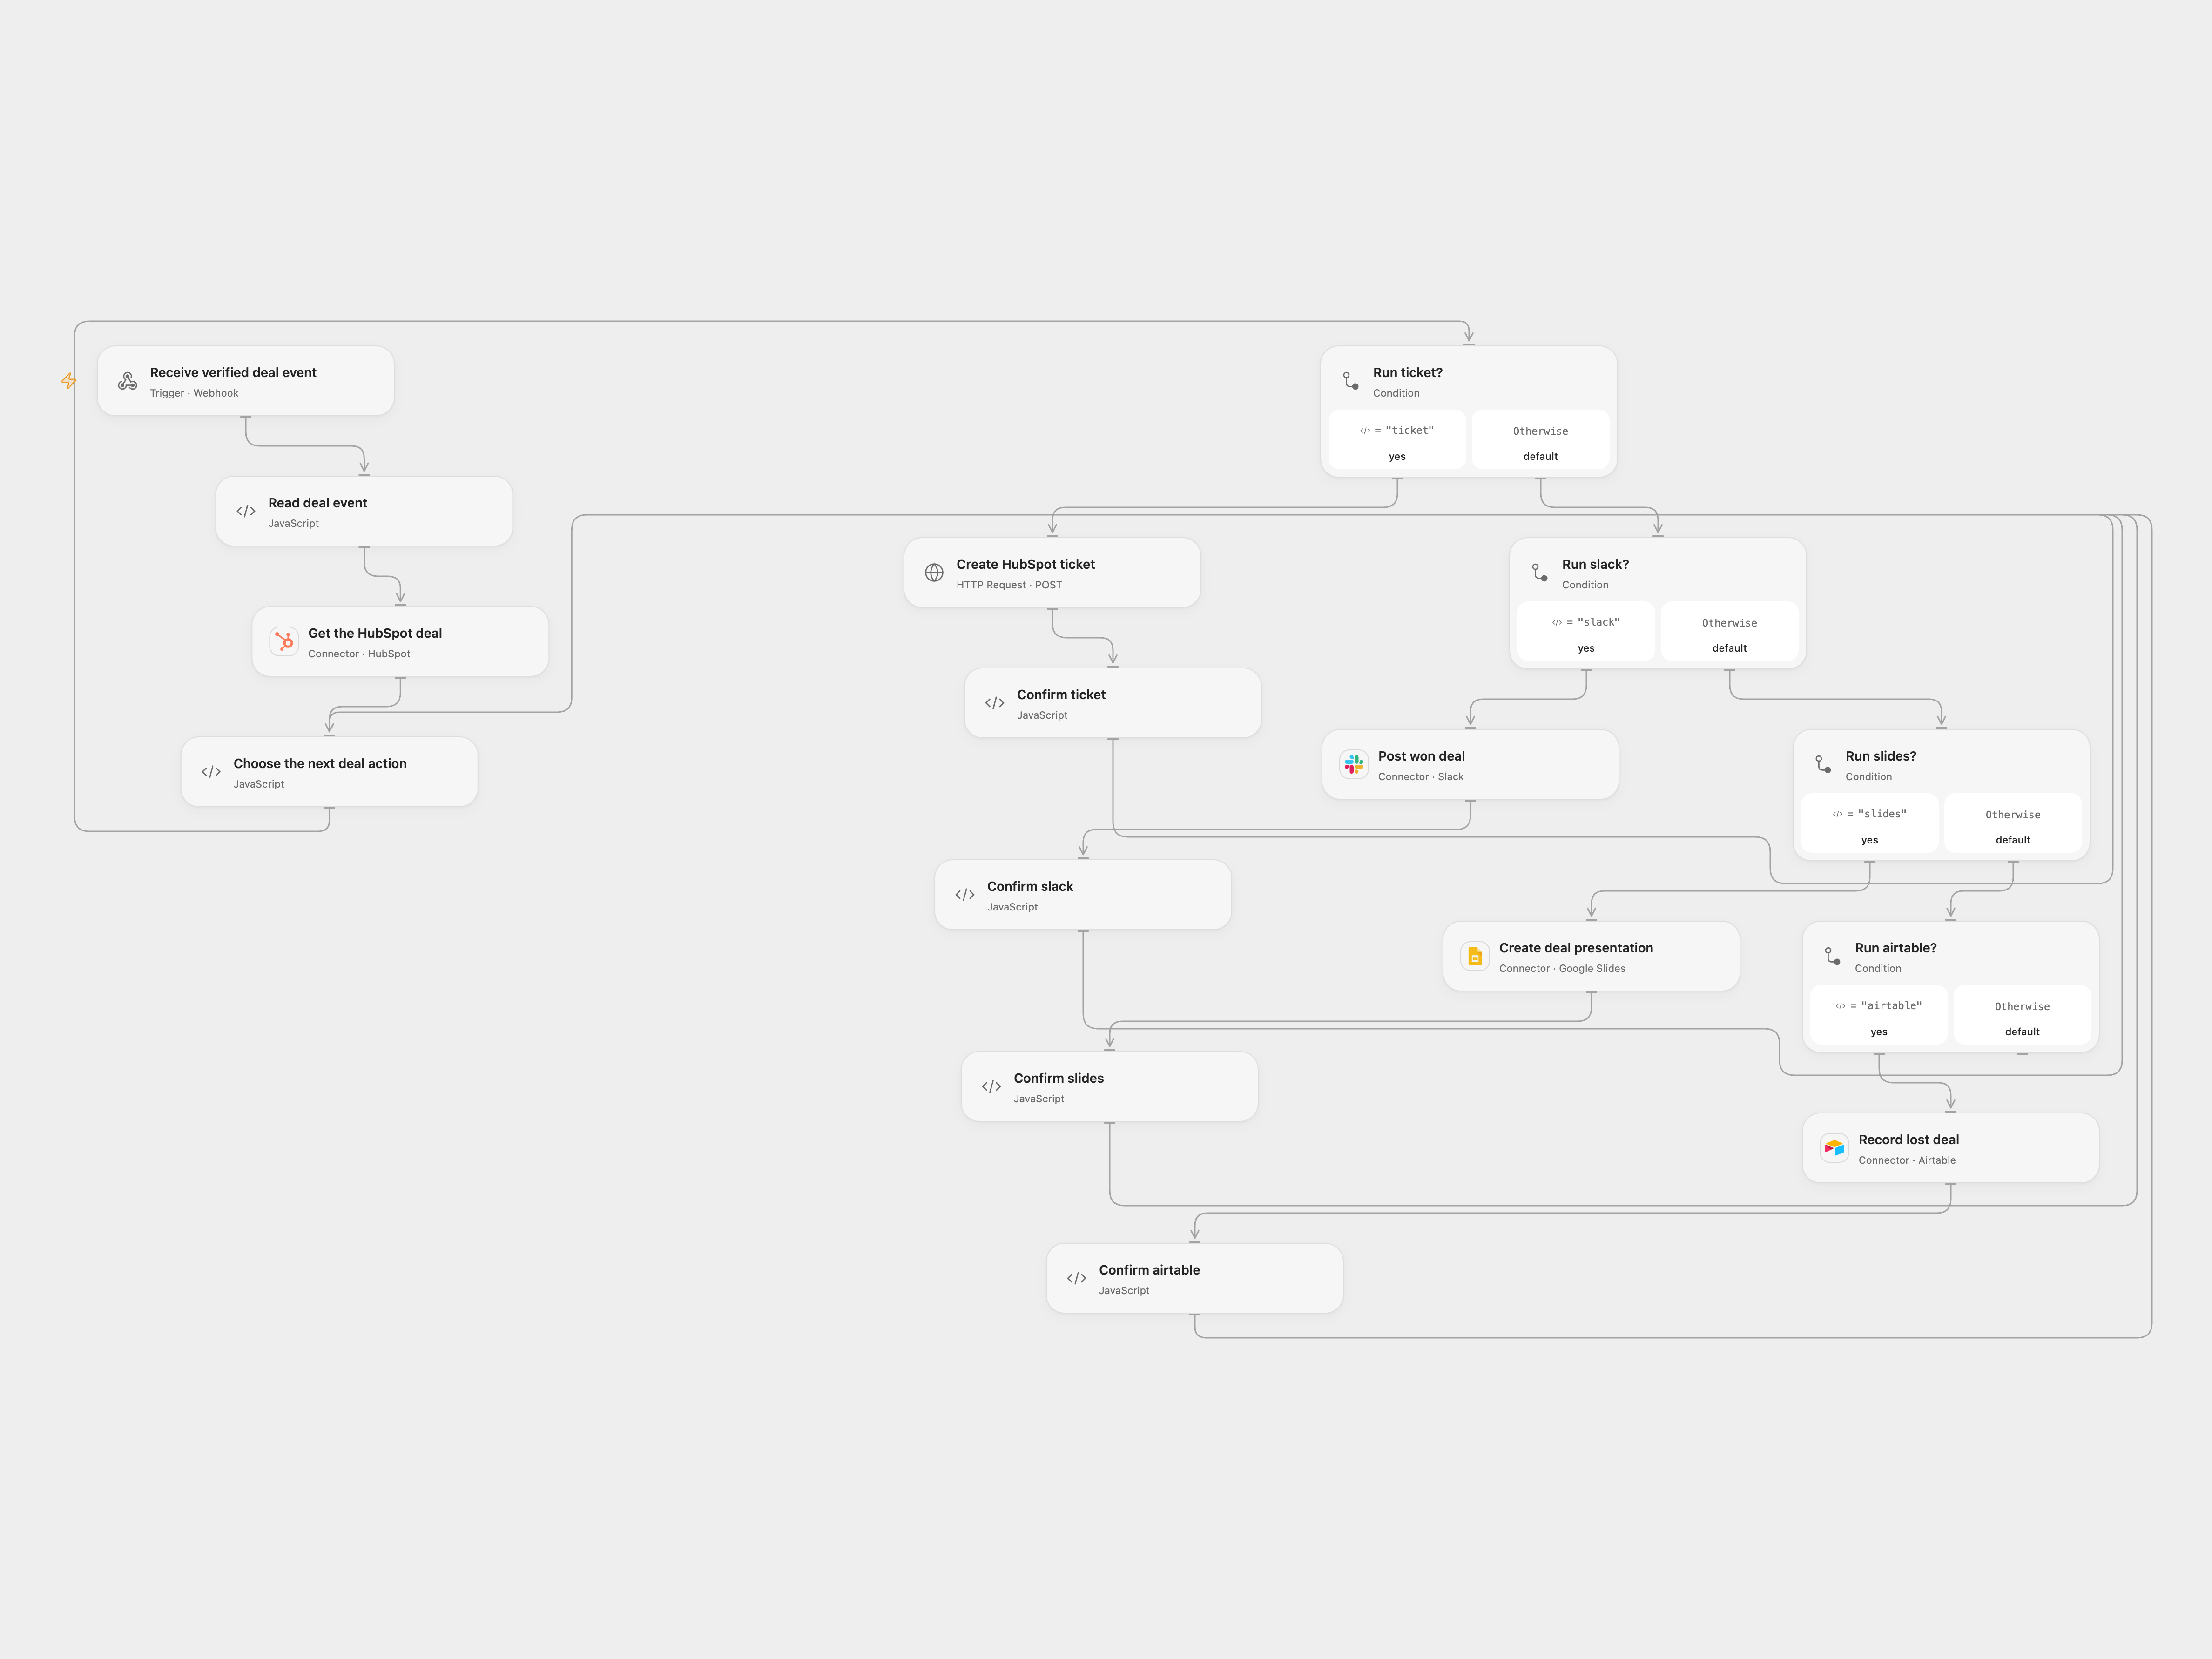 Receive verified deal event
Trigger · Webhook
Read deal event
JavaScript
Get the HubSpot deal
Connector · HubSpot
Choose the next deal action
JavaScript
Run ticket?
Condition
</> = "ticket"
yes
Otherwise
default
Create HubSpot ticket
HTTP Request · POST
Confirm ticket
JavaScript
Run slack?
Condition
</> = "slack"
yes
Otherwise
default
Post won deal
Connector · Slack
Confirm slack
JavaScript
Run slides?
Condition
</> = "slides"
yes
Otherwise
default
Create deal presentation
Connector · Google Slides
Confirm slides
JavaScript
Run airtable?
Condition
</> = "airtable"
yes
Otherwise
default
Record lost deal
Connector · Airtable
Confirm airtable
JavaScript